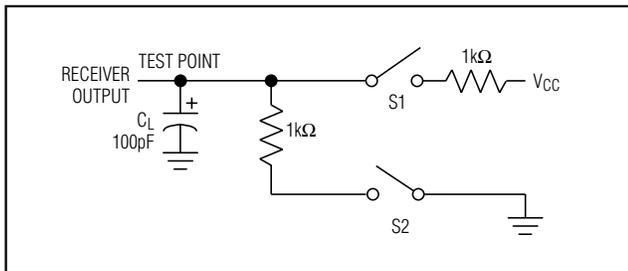 TEST POINT
RECEIVER
OUTPUT
1kΩ
VCC
S1
+
CL
100pF
1kΩ
S2